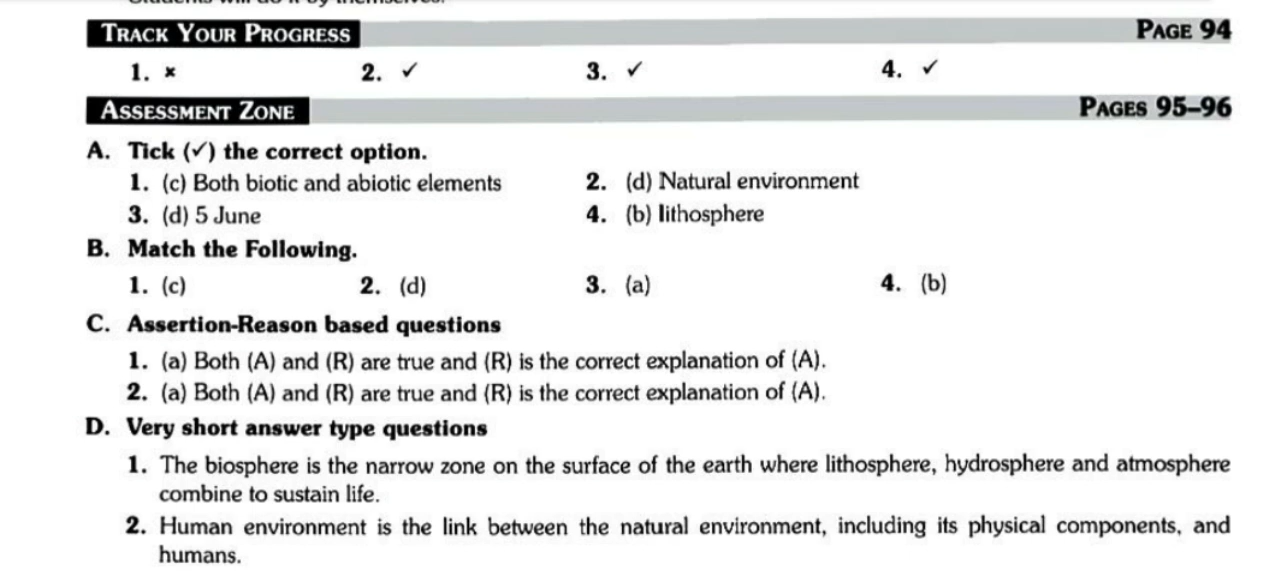 TRACK YOUR PROGRESS PAGE 94
1. × 2. ✓ 3. ✓ 4. ✓
ASSESSMENT ZONE PAGES 95–96
A. Tick (✓) the correct option.
1. (c) Both biotic and abiotic elements 2. (d) Natural environment
3. (d) 5 June 4. (b) lithosphere
B. Match the Following.
1. (c) 2. (d) 3. (a) 4. (b)
C. Assertion-Reason based questions
1. (a) Both (A) and (R) are true and (R) is the correct explanation of (A).
2. (a) Both (A) and (R) are true and (R) is the correct explanation of (A).
D. Very short answer type questions
1. The biosphere is the narrow zone on the surface of the earth where lithosphere, hydrosphere and atmosphere
combine to sustain life.
2. Human environment is the link between the natural environment, including its physical components, and
humans.